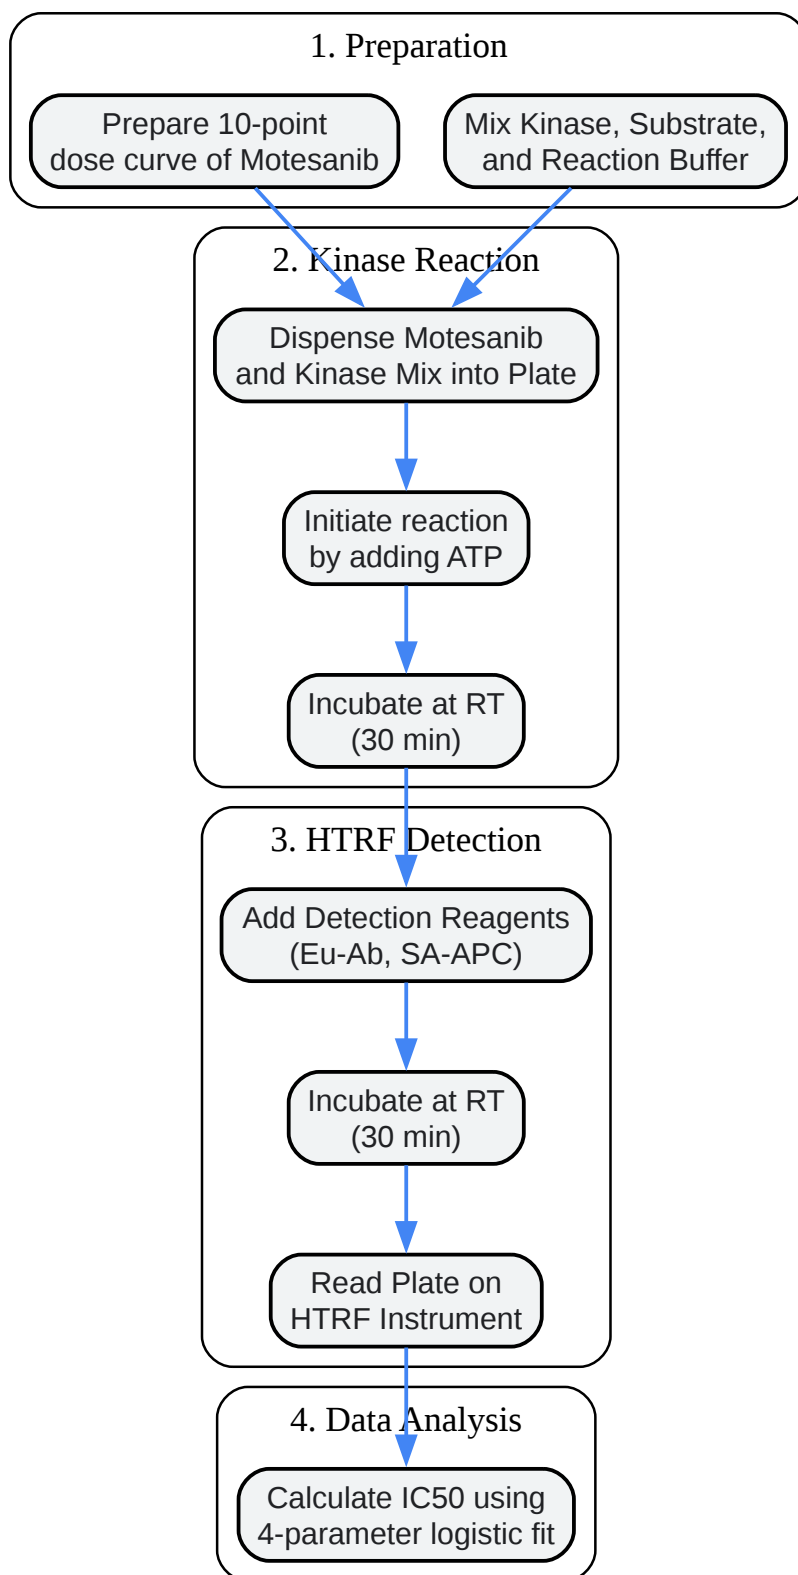 1. Preparation
Prepare 10-point
dose curve of Motesanib
Mix Kinase, Substrate,
and Reaction Buffer
2. Kinase Reaction
Dispense Motesanib
and Kinase Mix into Plate
Initiate reaction
by adding ATP
Incubate at RT
(30 min)
3. HTRF Detection
Add Detection Reagents
(Eu-Ab, SA-APC)
Incubate at RT
(30 min)
Read Plate on
HTRF Instrument
4. Data Analysis
Calculate IC50 using
4-parameter logistic fit